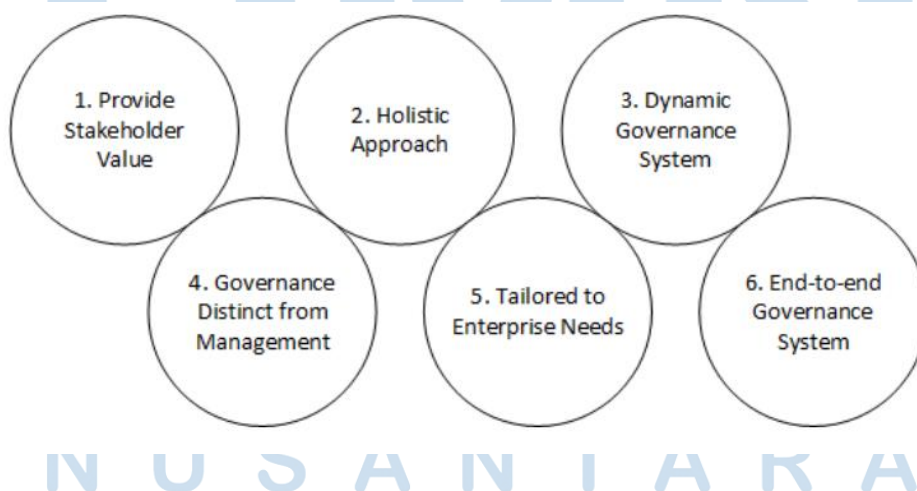 1. Provide
Stakeholder
Value
2. Holistic
Approach
3. Dynamic
Governance
System
4. Governance
Distinct from
Management
5. Tailored to
Enterprise Needs
6. End-to-end
Governance
System
N U S A N T A R A